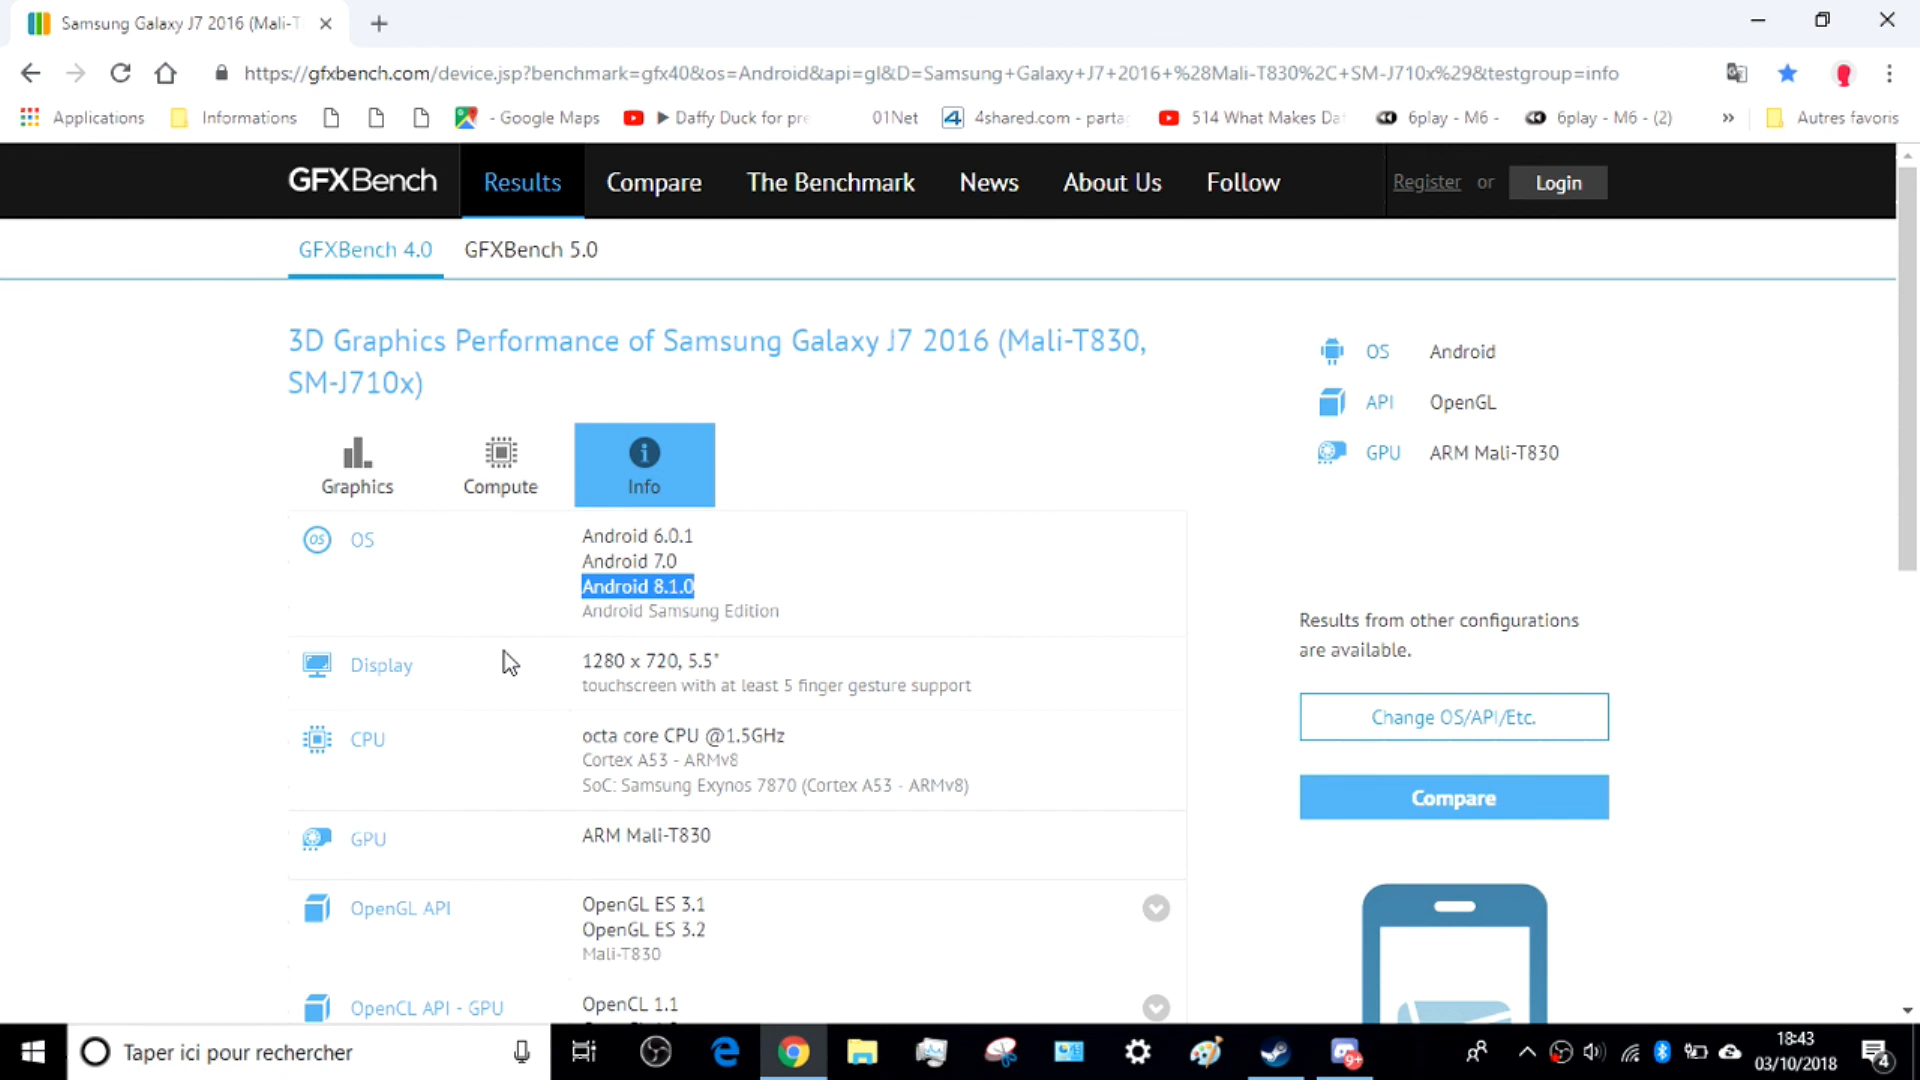 Samsung Galaxy J7 2016 (Mali-T
https://gfxbench.com/device.jsp?benchmark=gfx40&os=Android&api=gl&D=Samsung+Galaxy+J7+2016+%28Mali-T830%2C+SM-J710x%29&testgroup=info
Applications
Informations
- Google Maps
▶ Daffy Duck for pre
01Net
4shared.com - partag
514 What Makes Da
6play - M6 -
6play - M6 - (2)
»
Autres favoris
GFXBench
Results
Compare
The Benchmark
News
About Us
Follow
Register or Login
GFXBench 4.0
GFXBench 5.0
3D Graphics Performance of Samsung Galaxy J7 2016 (Mali-T830,
SM-J710x)
OS Android
API OpenGL
GPU ARM Mali-T830
Graphics
Compute
Info
OS
Android 6.0.1
Android 7.0
Android 8.1.0
Android Samsung Edition
Display
1280 x 720, 5.5"
touchscreen with at least 5 finger gesture support
CPU
octa core CPU @1.5GHz
Cortex A53 - ARMv8
SoC: Samsung Exynos 7870 (Cortex A53 - ARMv8)
GPU
ARM Mali-T830
OpenGL API
OpenGL ES 3.1
OpenGL ES 3.2
Mali-T830
OpenCL API - GPU
OpenCL 1.1
Results from other configurations
are available.
Change OS/API/Etc.
Compare
Taper ici pour rechercher
9+
18:43
03/10/2018
4